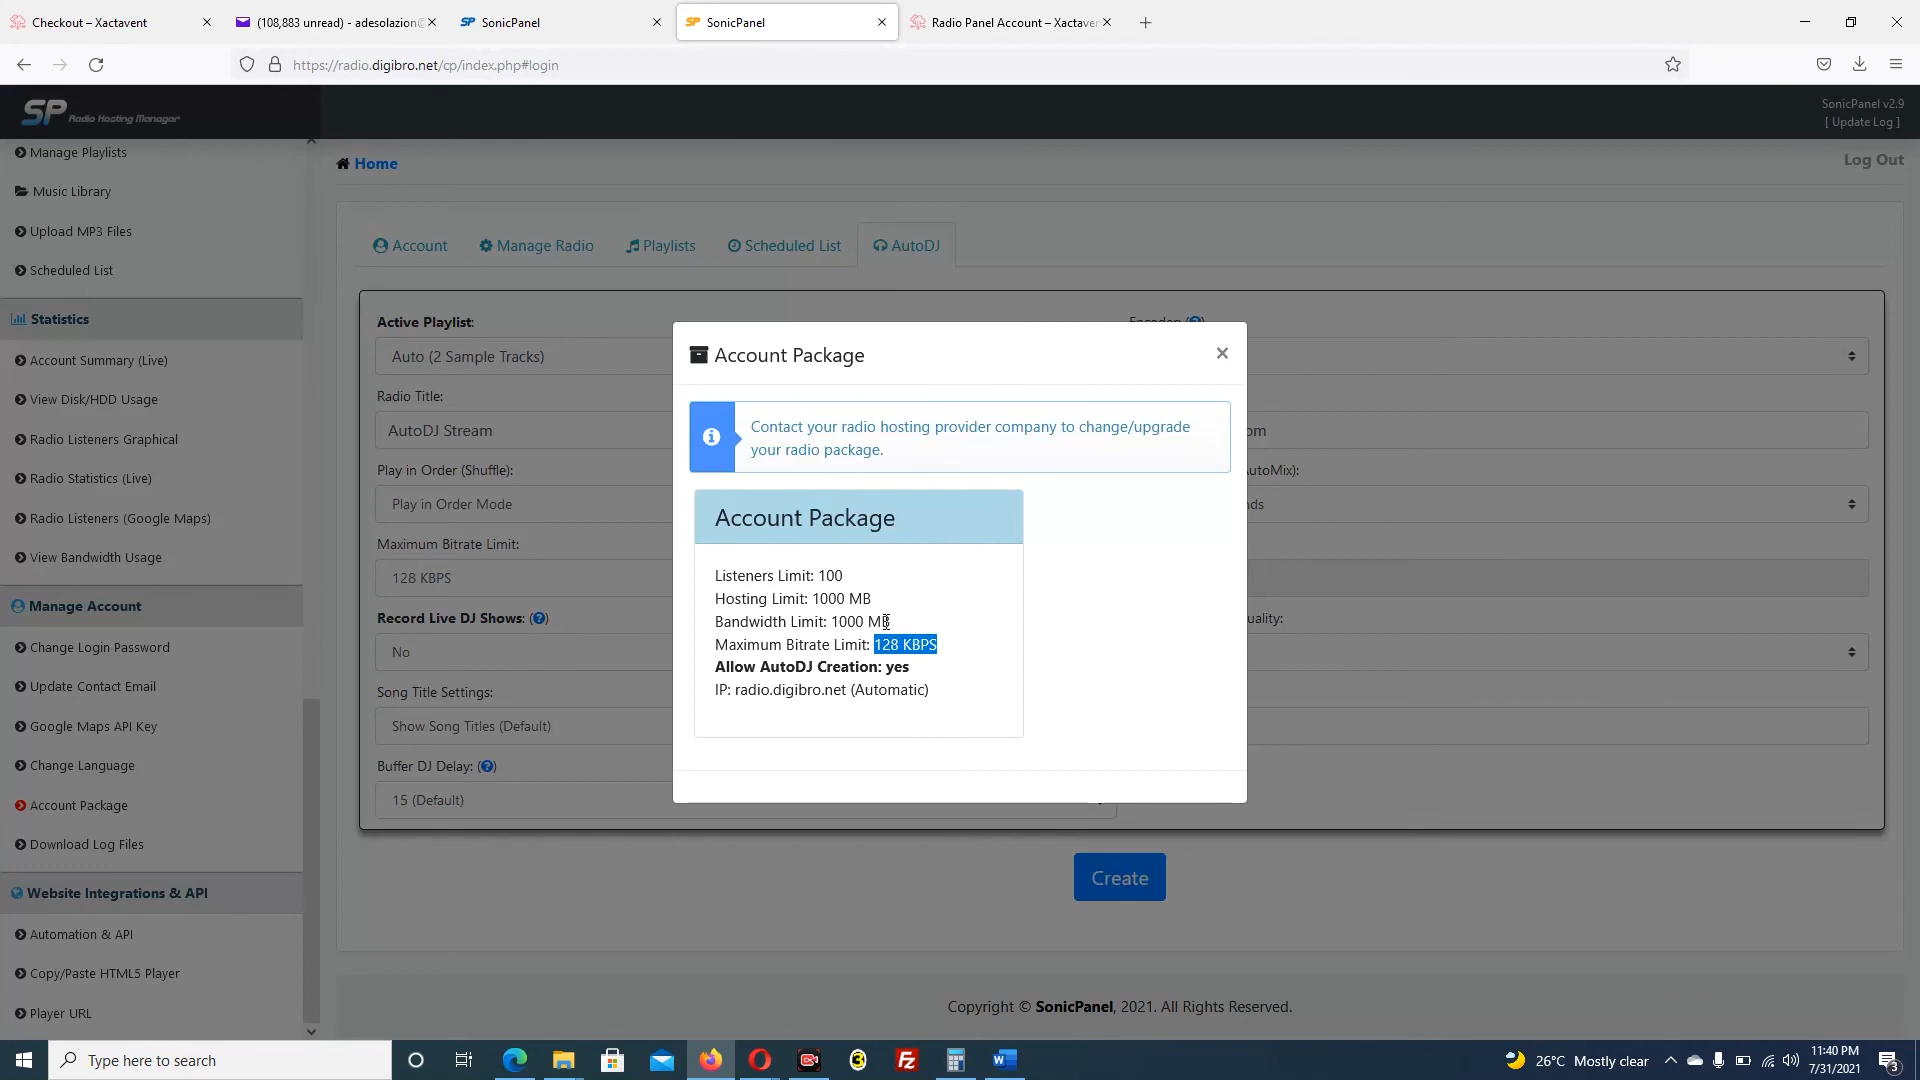 Checkout – Xactavent
(108,883 unread) - adesolazion@
SonicPanel
SonicPanel
Radio Panel Account – Xactaven
https://radio.digibro.net/cp/index.php#login
SP Radio Hosting Manager
SonicPanel v2.9
[ Update Log ]
Manage Playlists
Music Library
Upload MP3 Files
Scheduled List
Statistics
Account Summary (Live)
View Disk/HDD Usage
Radio Listeners Graphical
Radio Statistics (Live)
Radio Listeners (Google Maps)
View Bandwidth Usage
Manage Account
Change Login Password
Update Contact Email
Google Maps API Key
Change Language
Account Package
Download Log Files
Website Integrations & API
Automation & API
Copy/Paste HTML5 Player
Player URL
Home
Log Out
Account
Manage Radio
Playlists
Scheduled List
AutoDJ
Active Playlist:
Auto (2 Sample Tracks)
Radio Title:
AutoDJ Stream
Play in Order (Shuffle):
Play in Order Mode
Maximum Bitrate Limit:
128 KBPS
Record Live DJ Shows: (?)
No
Song Title Settings:
Show Song Titles (Default)
Buffer DJ Delay: (?)
15 (Default)
om
utoMix):
nds
uality:
Account Package
×
Contact your radio hosting provider company to change/upgrade
your radio package.
Account Package
Listeners Limit: 100
Hosting Limit: 1000 MB
Bandwidth Limit: 1000 MB
Maximum Bitrate Limit: 128 KBPS
Allow AutoDJ Creation: yes
IP: radio.digibro.net (Automatic)
Create
Copyright © SonicPanel, 2021. All Rights Reserved.
Type here to search
26°C Mostly clear
11:40 PM
7/31/2021
3